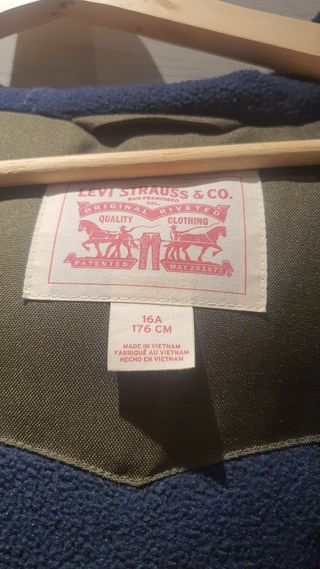 LEVI STRAUSS & CO.
SAN FRANCISCO
CAL.
ORIGINAL RIVETED
QUALITY CLOTHING
PATENTED MAY 20 1873
16A
176 CM
MADE IN VIETNAM
FABRIQUÉ AU VIETNAM
HECHO EN VIETNAM